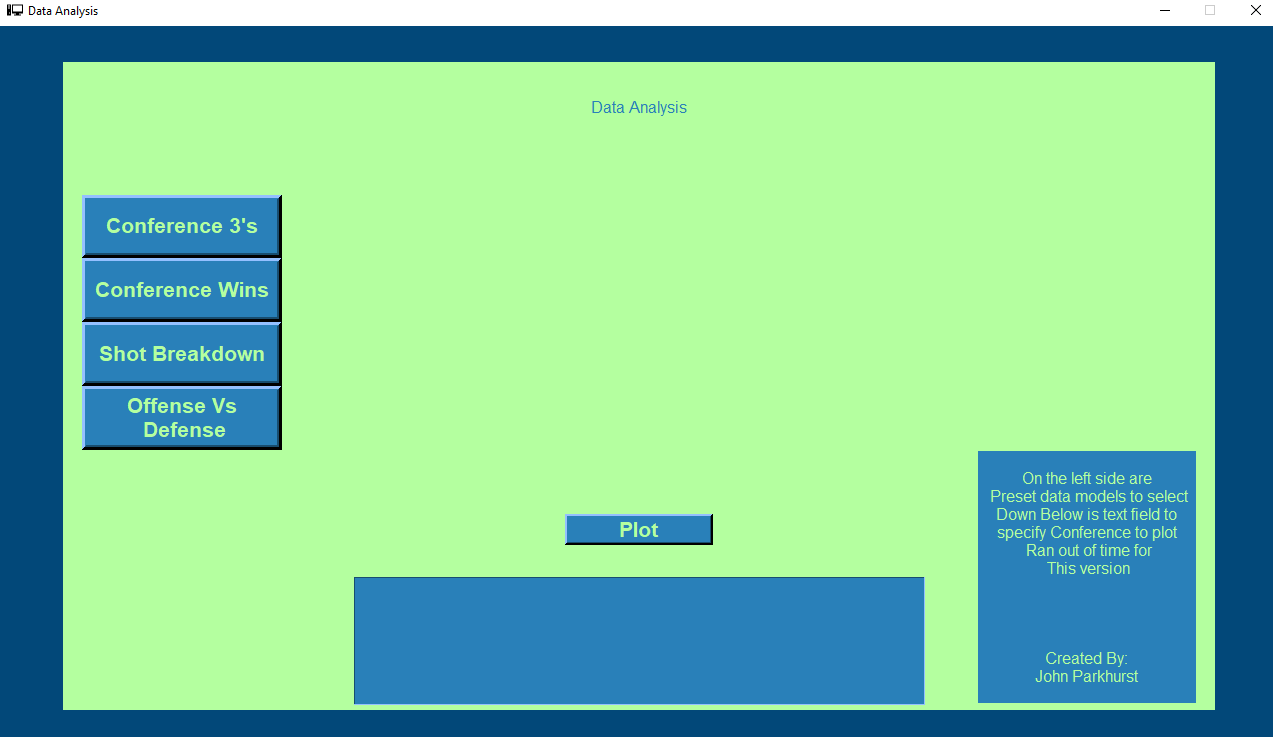 Data Analysis
Data Analysis
Conference 3's
Conference Wins
Shot Breakdown
Offense Vs
Defense
Plot
On the left side are
Preset data models to select
Down Below is text field to
specify Conference to plot
Ran out of time for
This version
Created By:
John Parkhurst